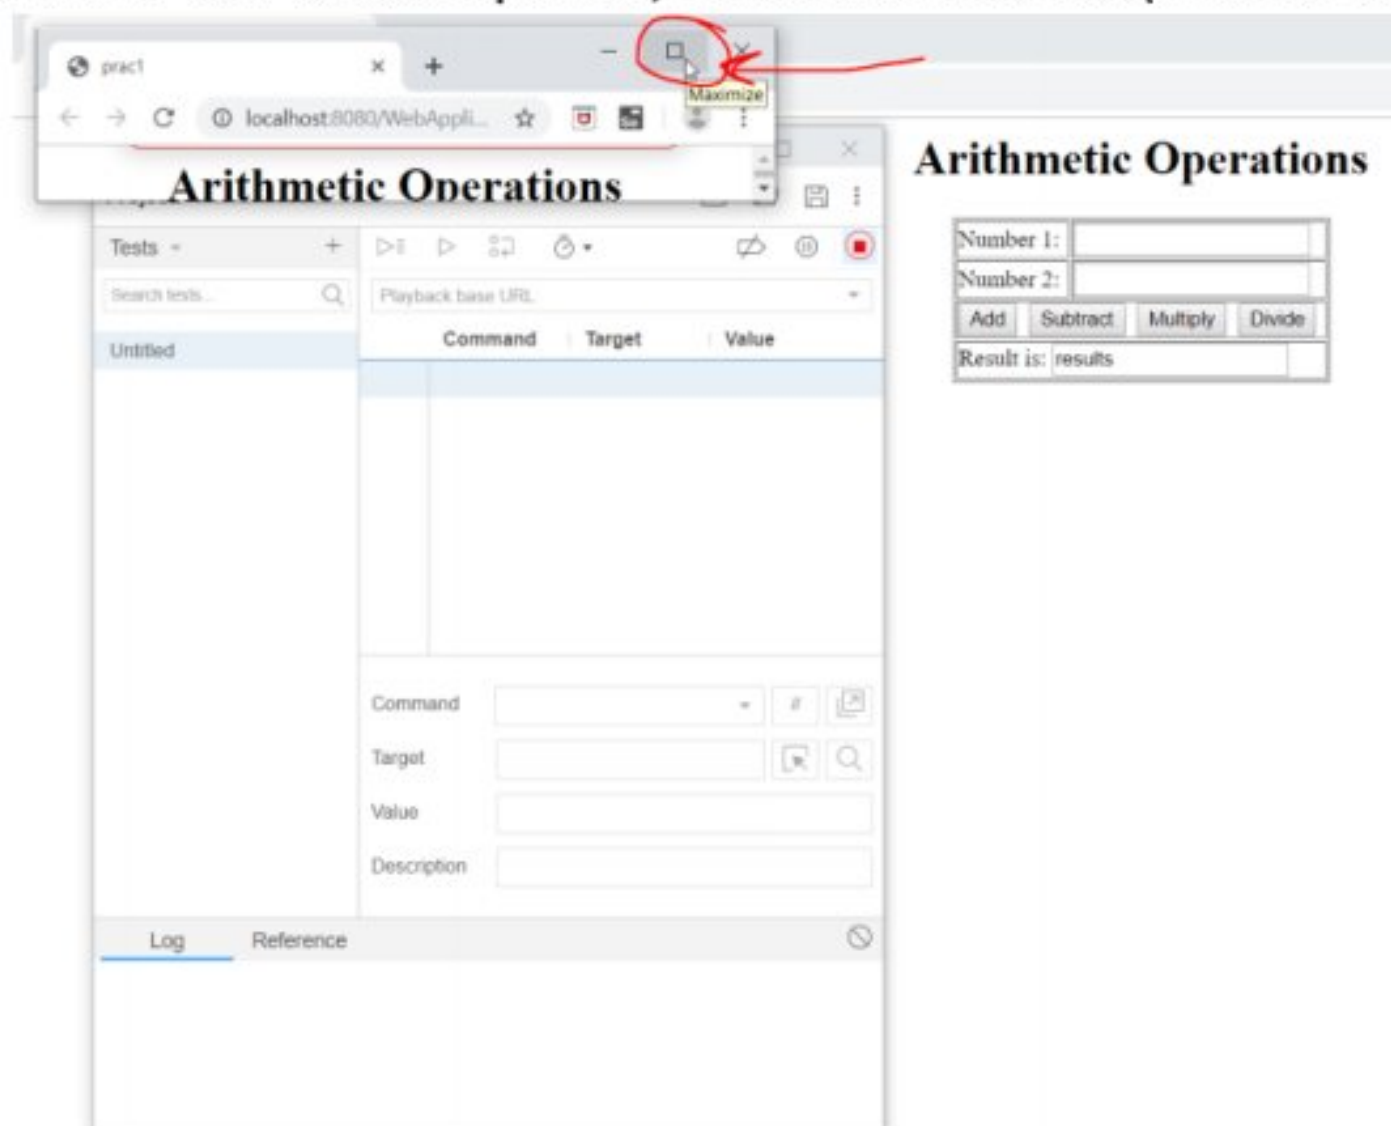 prac1
localhost:8080/WebAppli...
Maximize
Arithmetic Operations
Tests
Search tests...
Untitled
Playback base URL
Command Target Value
Command
Target
//
Value
Description
Log Reference
Arithmetic Operations
Number 1:
Number 2:
Add Subtract Multiply Divide
Result is: results